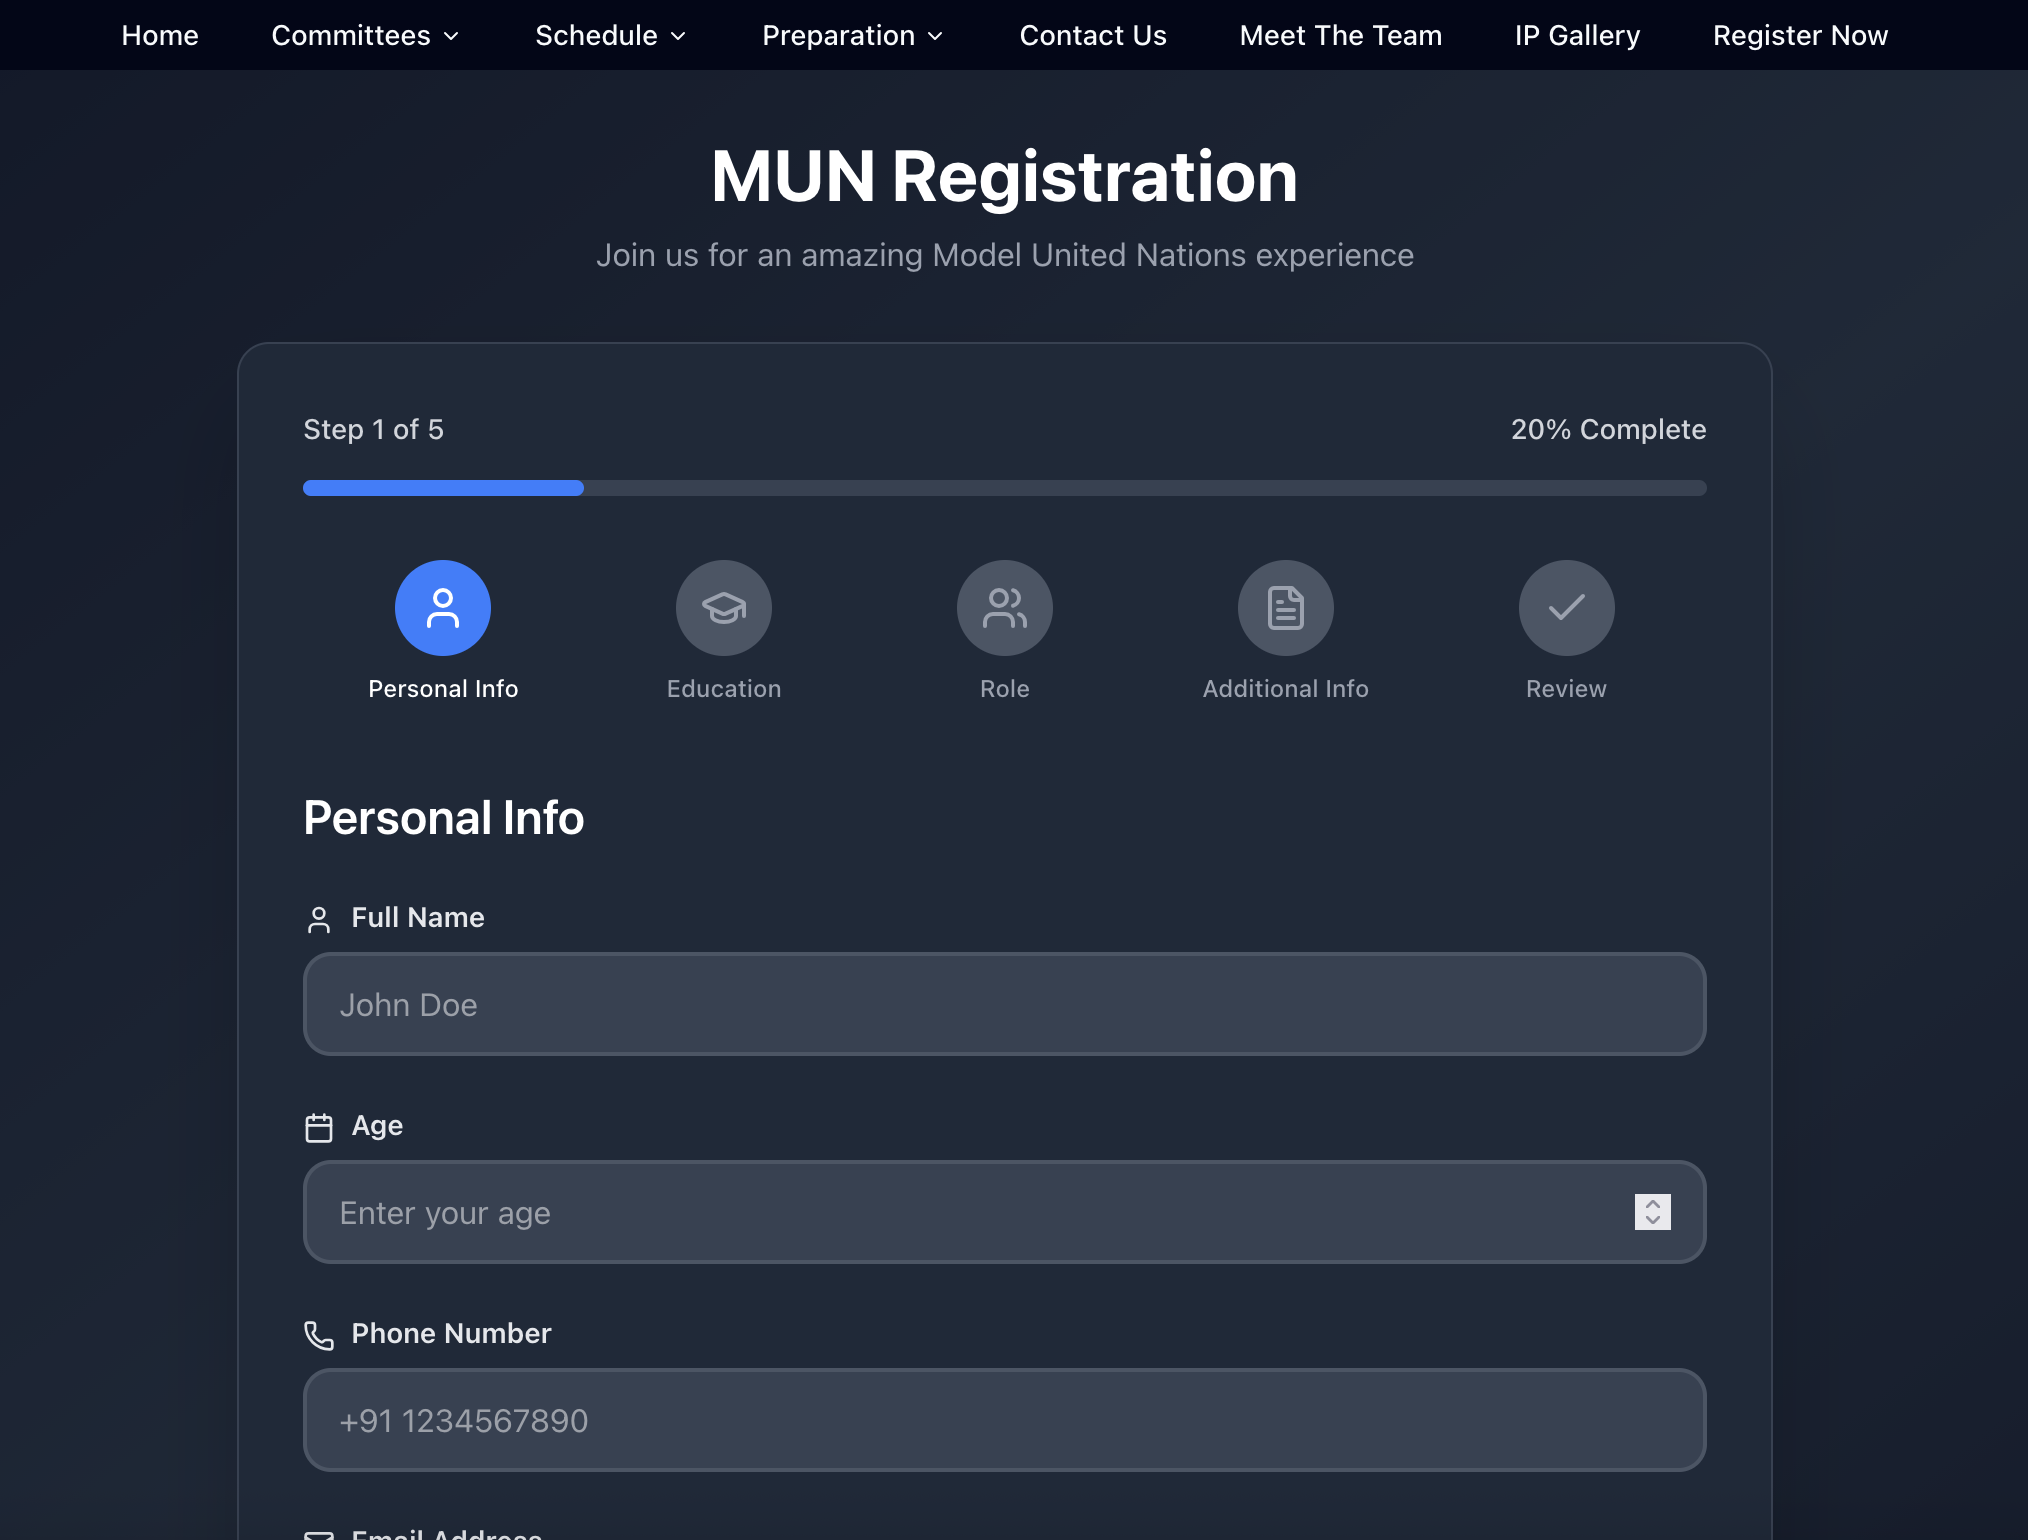 Home Committees Schedule Preparation Contact Us Meet The Team IP Gallery Register Now
MUN Registration
Join us for an amazing Model United Nations experience
Step 1 of 5 20% Complete
Personal Info Education Role Additional Info Review
Personal Info
Full Name
John Doe
Age
Enter your age
Phone Number
+91 1234567890
Email Address